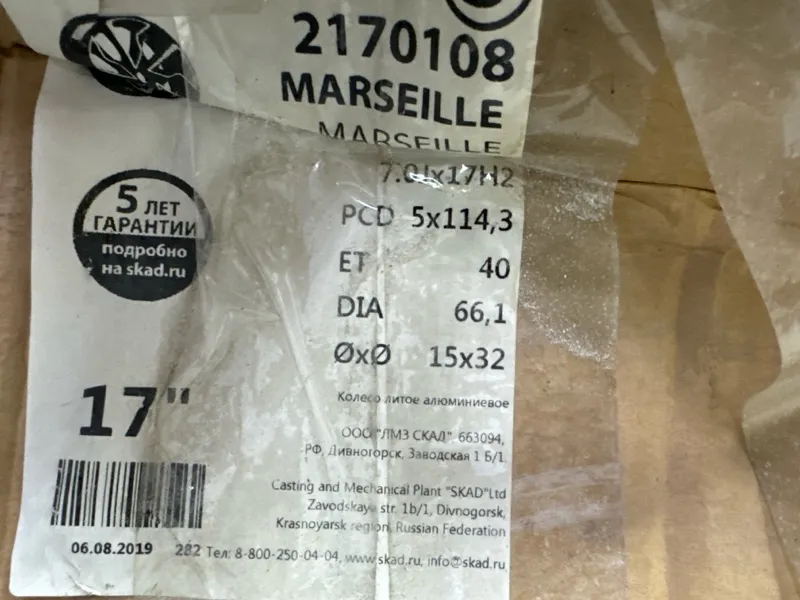 2170108
MARSEILLE
MARSEILLE
7.0Jx17H2
PCD 5x114,3
ET 40
DIA 66,1
ØxØ 15x32
5 ЛЕТ
ГАРАНТИИ
подробно
на skad.ru
17"
Колесо литое алюминиевое
ООО "ЛМЗ СКАД" 663094,
РФ, Дивногорск, Заводская 1 Б/1
Casting and Mechanical Plant "SKAD"Ltd
Zavodskaya str. 1b/1, Divnogorsk,
Krasnoyarsk region, Russian Federation
06.08.2019 282 Тел: 8-800-250-04-04, www.skad.ru, info@skad.ru